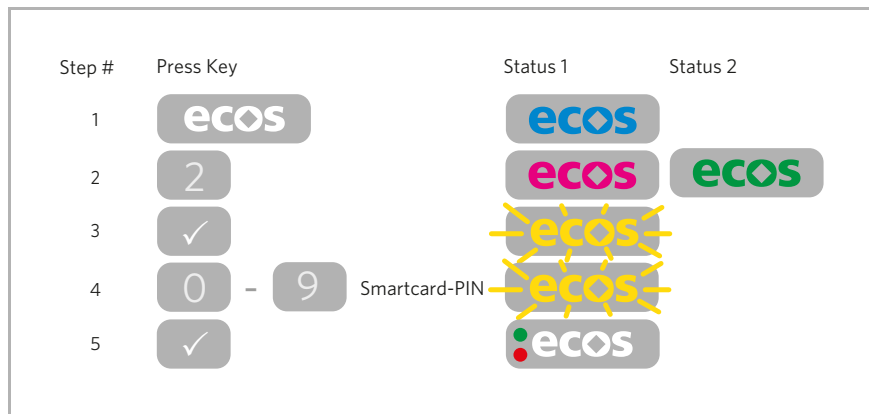 Step # Press Key Status 1 Status 2
1 ecos ecos
2 2 ecos ecos
3 ✓ ecos
4 0 - 9 Smartcard-PIN ecos
5 ✓ ecos